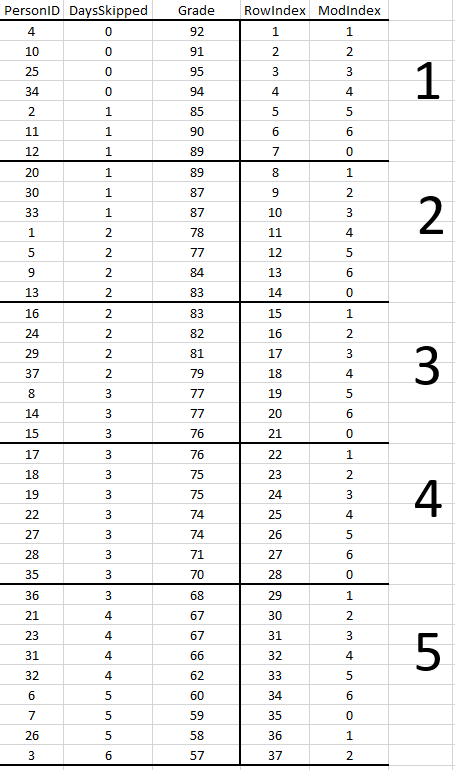 PersonID DaysSkipped Grade RowIndex ModIndex
4 0 92 1 1
10 0 91 2 2
25 0 95 3 3
34 0 94 4 4
1
2 1 85 5 5
11 1 90 6 6
12 1 89 7 0
20 1 89 8 1
30 1 87 9 2
33 1 87 10 3
2
1 2 78 11 4
5 2 77 12 5
9 2 84 13 6
13 2 83 14 0
16 2 83 15 1
24 2 82 16 2
29 2 81 17 3
3
37 2 79 18 4
8 3 77 19 5
14 3 77 20 6
15 3 76 21 0
17 3 76 22 1
18 3 75 23 2
19 3 75 24 3
4
22 3 74 25 4
27 3 74 26 5
28 3 71 27 6
35 3 70 28 0
36 3 68 29 1
21 4 67 30 2
23 4 67 31 3
31 4 66 32 4
5
32 4 62 33 5
6 5 60 34 6
7 5 59 35 0
26 5 58 36 1
3 6 57 37 2